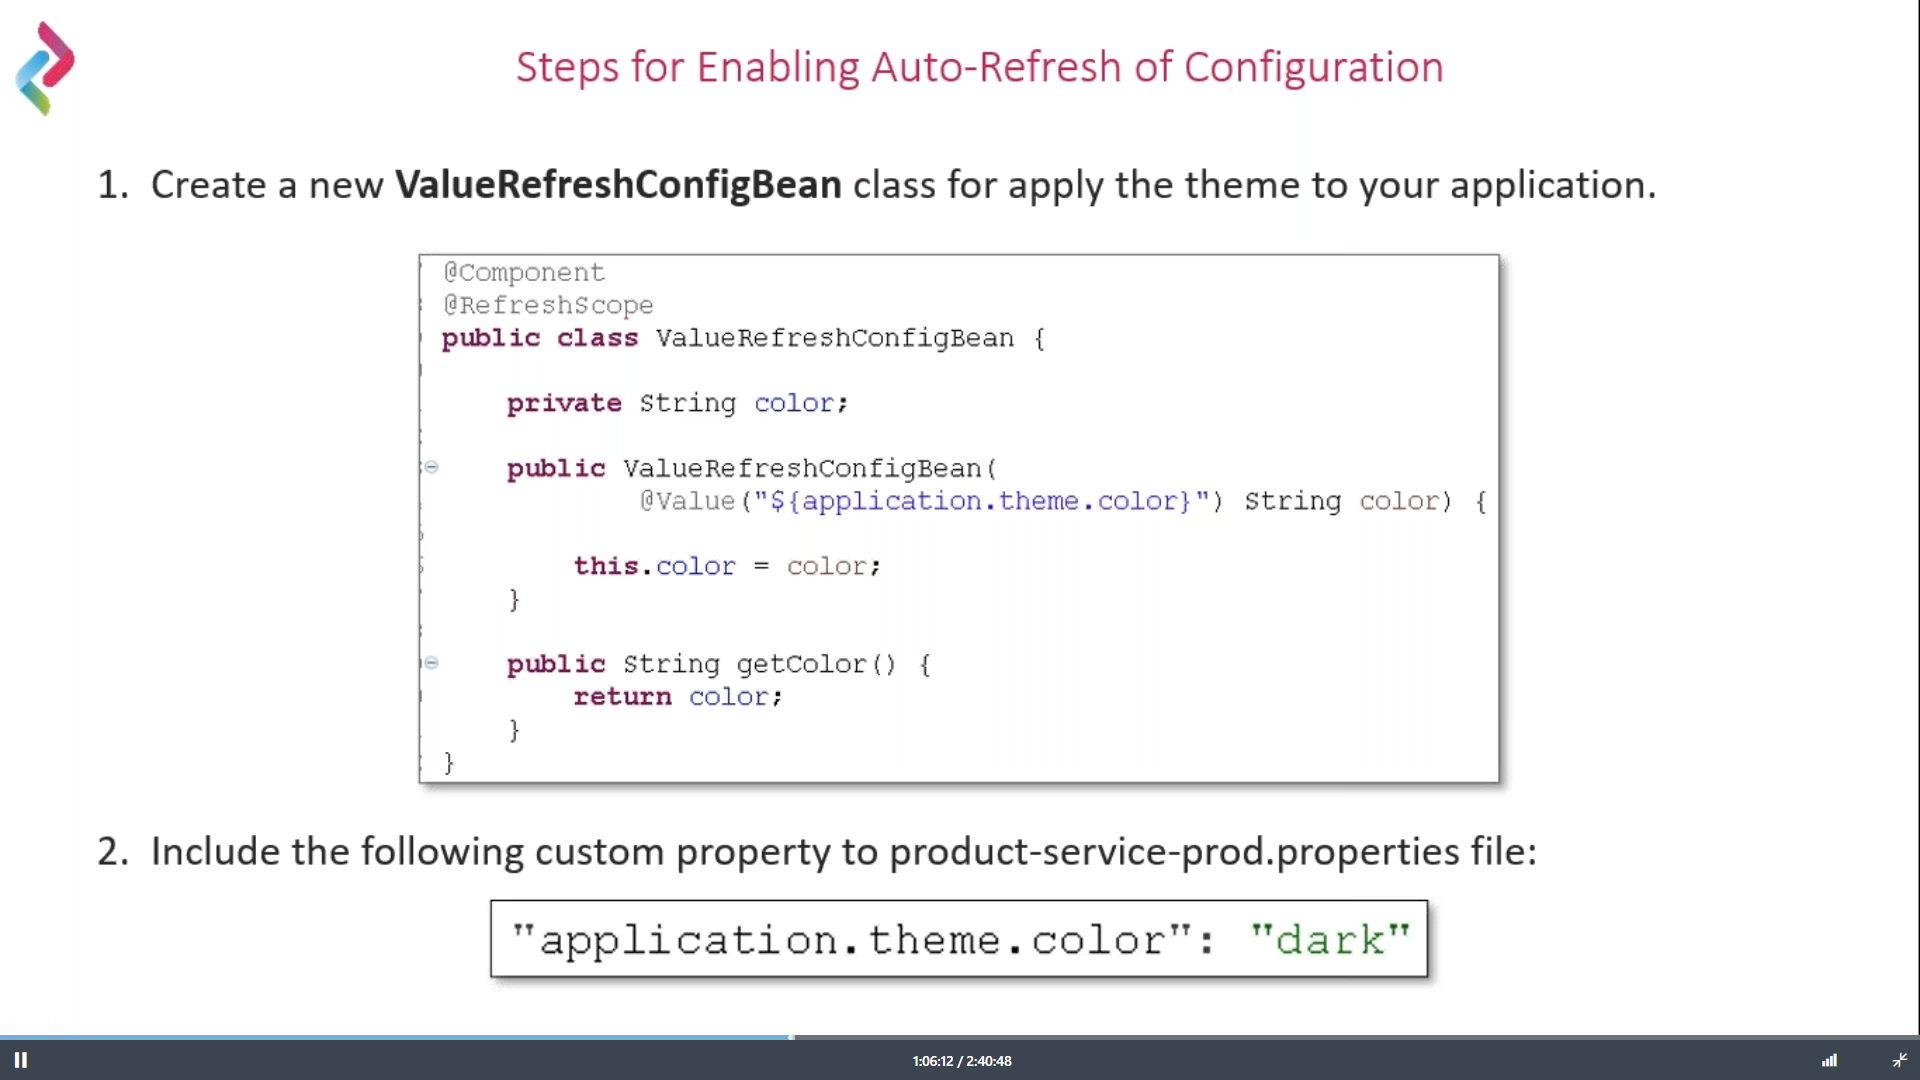 Steps for Enabling Auto-Refresh of Configuration
1. Create a new ValueRefreshConfigBean class for apply the theme to your application.
@Component
@RefreshScope
public class ValueRefreshConfigBean {
private String color;
public ValueRefreshConfigBean(
@Value("${application.theme.color}") String color) {
this.color = color;
}
public String getColor() {
return color;
}
}
2. Include the following custom property to product-service-prod.properties file:
"application.theme.color": "dark"
1:06:12 / 2:40:48